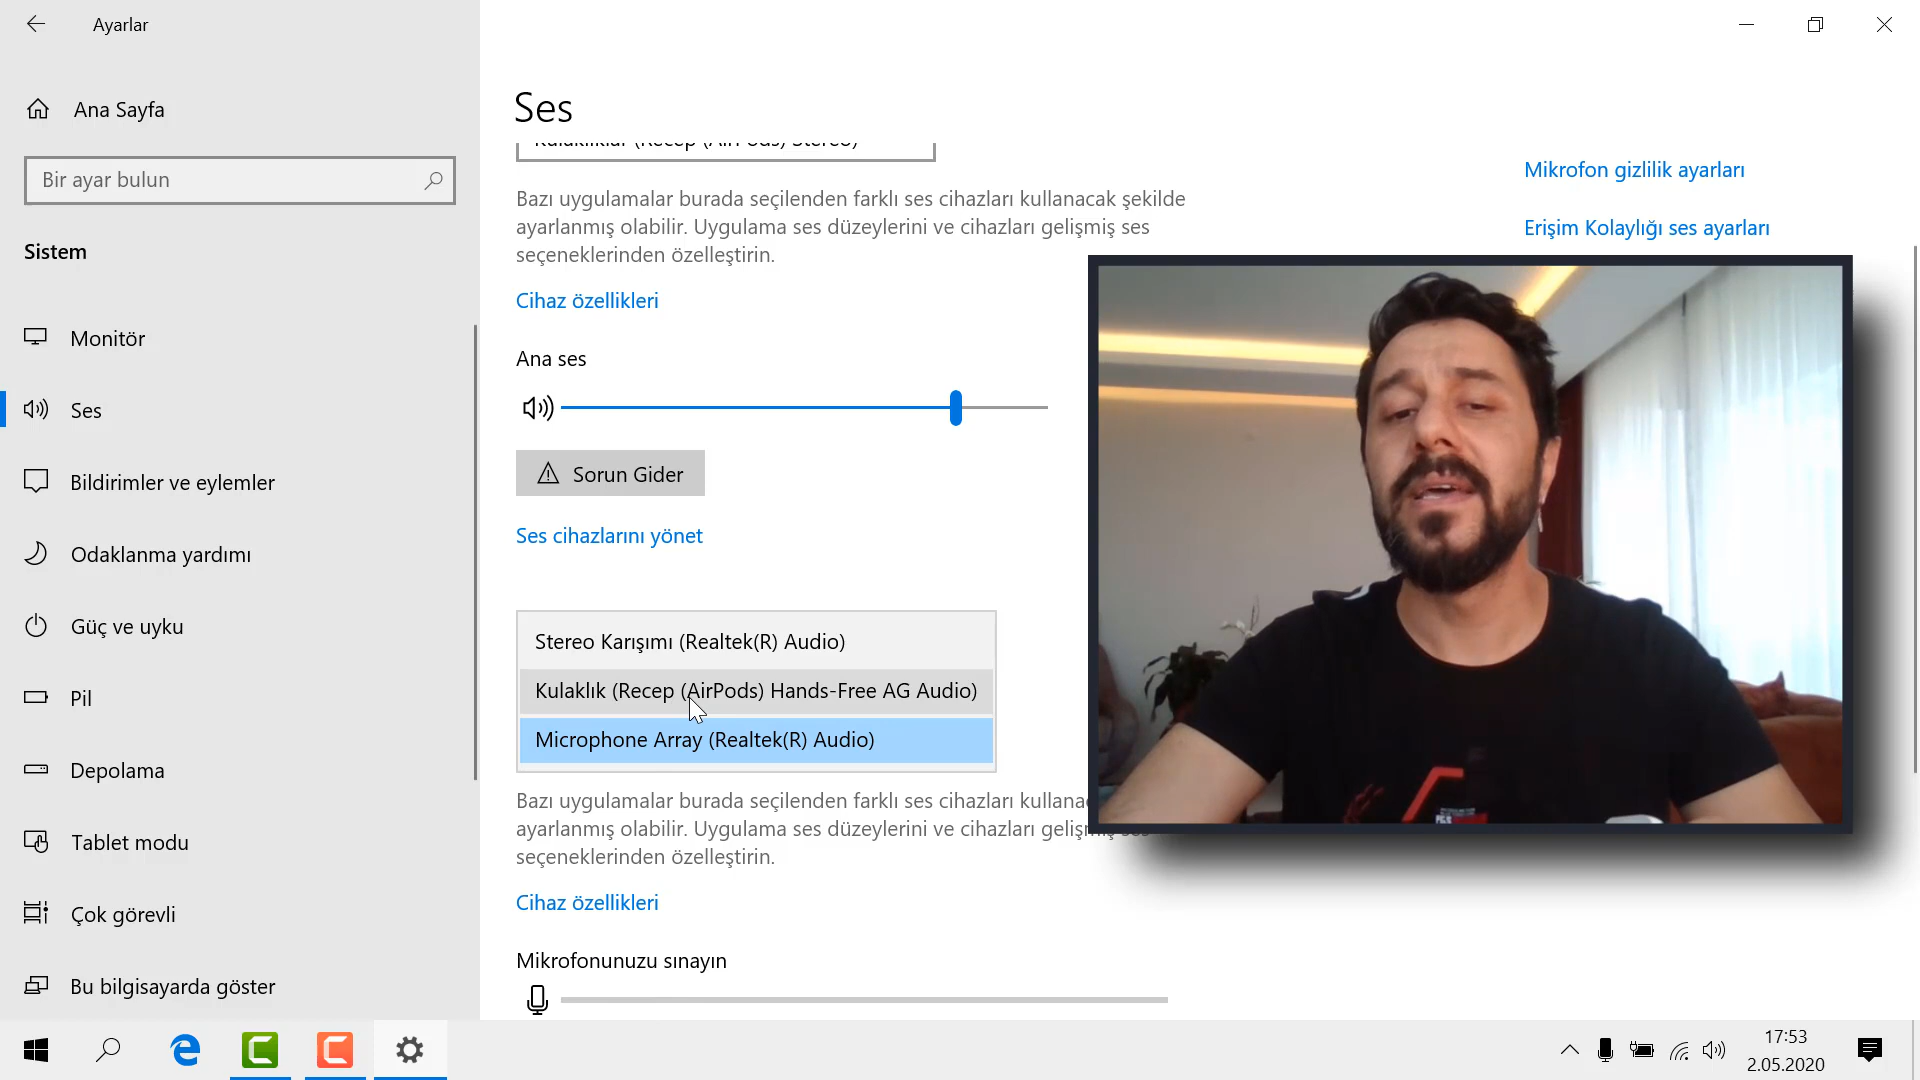 Ayarlar
Ana Sayfa
Bir ayar bulun
Sistem
Monitör
Ses
Bildirimler ve eylemler
Odaklanma yardımı
Güç ve uyku
Pil
Depolama
Tablet modu
Çok görevli
Bu bilgisayarda göster
Ses
Kulaklıklar (Recep (AirPods) Stereo)
Bazı uygulamalar burada seçilenden farklı ses cihazları kullanacak şekilde
ayarlanmış olabilir. Uygulama ses düzeylerini ve cihazları gelişmiş ses
seçeneklerinden özelleştirin.
Cihaz özellikleri
Ana ses
Sorun Gider
Ses cihazlarını yönet
Stereo Karışımı (Realtek(R) Audio)
Kulaklık (Recep (AirPods) Hands-Free AG Audio)
Microphone Array (Realtek(R) Audio)
Bazı uygulamalar burada seçilenden farklı ses cihazları
ayarlanmış olabilir. Uygulama ses düzeylerini ve cihazları
seçeneklerinden özelleştirin.
Cihaz özellikleri
Mikrofonunuzu sınayın
Mikrofon gizlilik ayarları
Erişim Kolaylığı ses ayarları
17:53
2.05.2020